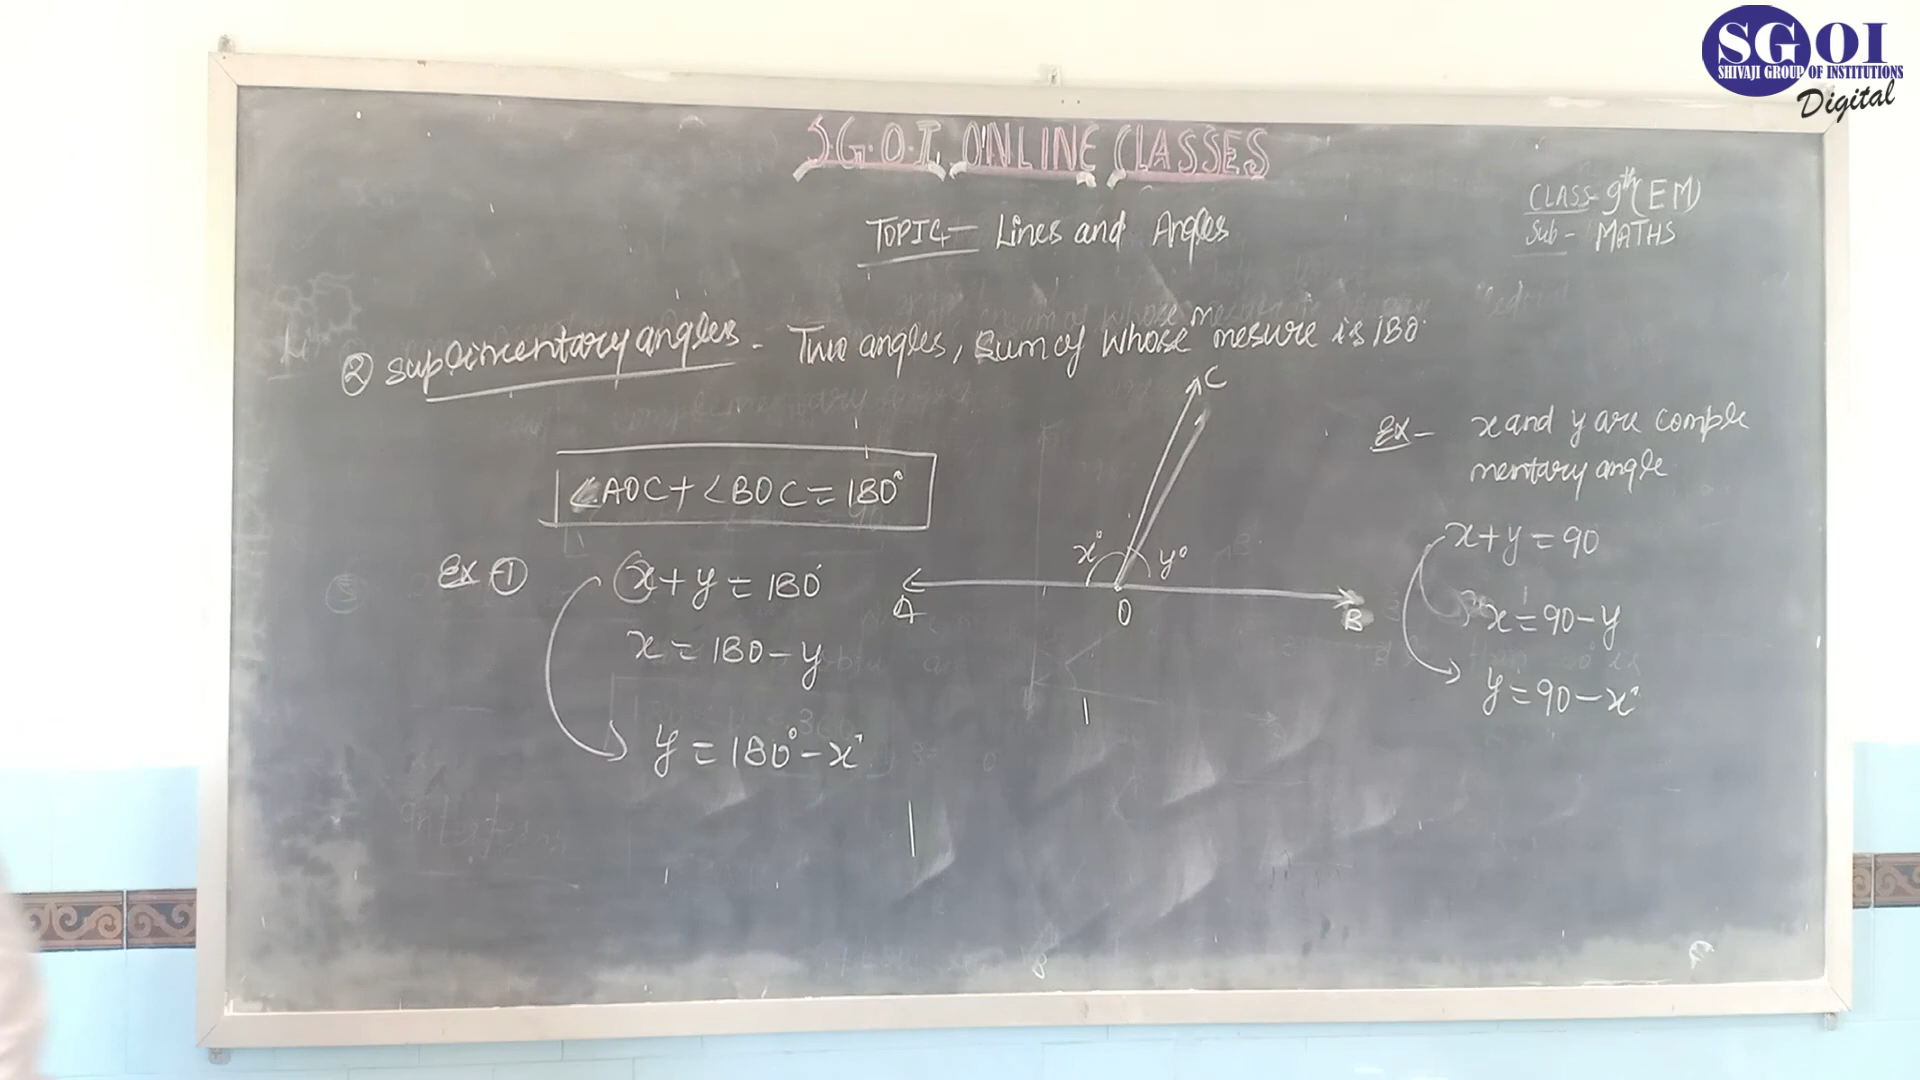 SGOI
SHIVAJI GROUP OF INSTITUTIONS
Digital
S.G.O.I. ONLINE CLASSES
CLASS- 9th (EM)
Sub - MATHS
TOPIC - Lines and Angles
② suplimentary angles - Two angles, sum of whose mesure is 180°
∠AOC + ∠BOC = 180°
C
x° y°
A O B
Ex - ① x + y = 180°
x = 180 - y
y = 180° - x°
Ex - x and y are comple
mentary angle
x + y = 90
x = 90 - y
y = 90 - x°